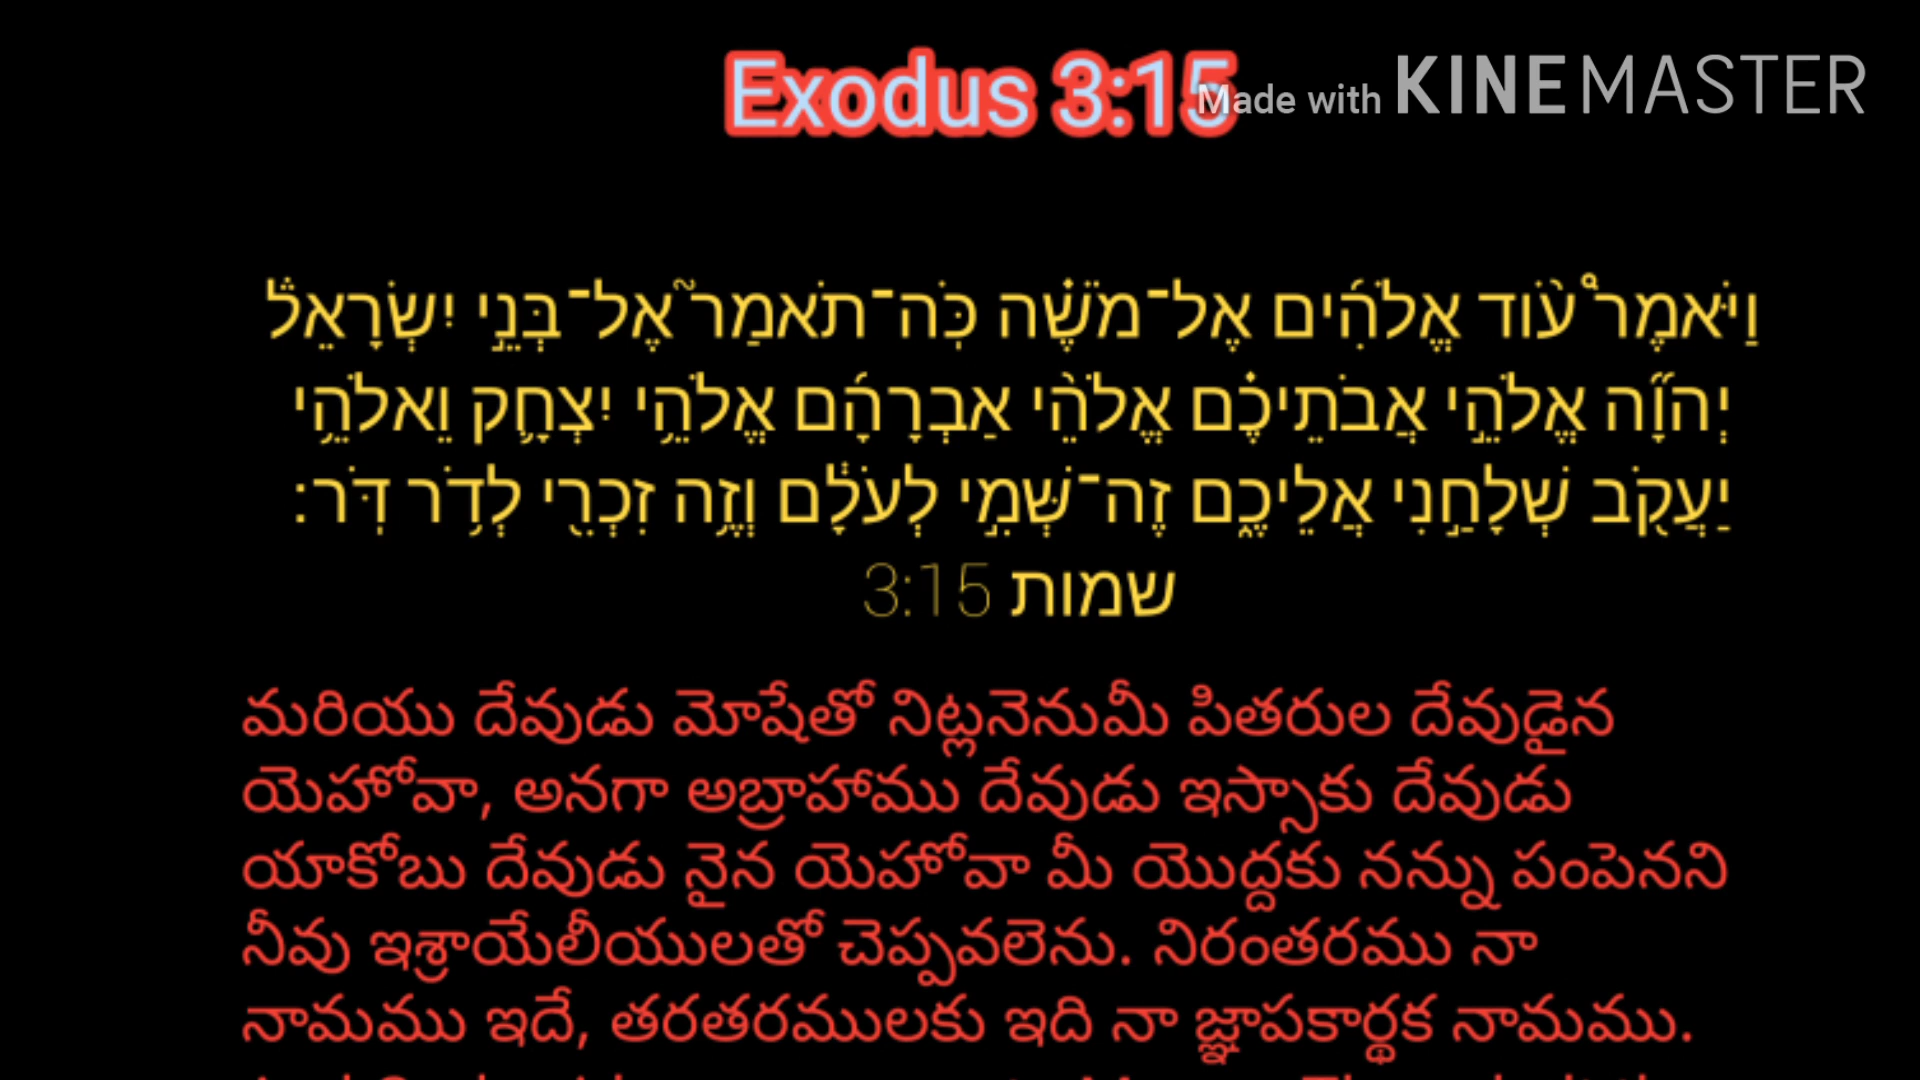 Exodus 3:15
Made with KINEMASTER
וַיֹּאמֶר֩ ע֨וֹד אֱלֹהִ֜ים אֶל־מֹשֶׁ֗ה כֹּֽה־תֹאמַר֮ אֶל־בְּנֵ֣י יִשְׂרָאֵל֒
יְהוָ֞ה אֱלֹהֵ֣י אֲבֹתֵיכֶ֗ם אֱלֹהֵ֨י אַבְרָהָ֜ם אֱלֹהֵ֥י יִצְחָ֛ק וֵאלֹהֵ֥י
יַעֲקֹ֖ב שְׁלָחַ֣נִי אֲלֵיכֶ֑ם זֶה־שְּׁמִ֣י לְעֹלָ֔ם וְזֶ֥ה זִכְרִ֖י לְדֹ֥ר דֹּֽר׃
שמות 3:15
మరియు దేవుడు మోషేతో నిట్లనెనుమీ పితరుల దేవుడైన
యెహోవా, అనగా అబ్రాహాము దేవుడు ఇస్సాకు దేవుడు
యాకోబు దేవుడు నైన యెహోవా మీ యొద్దకు నన్ను పంపెనని
నీవు ఇశ్రాయేలీయులతో చెప్పవలెను. నిరంతరము నా
నామము ఇదే, తరతరములకు ఇది నా జ్ఞాపకార్థక నామము.